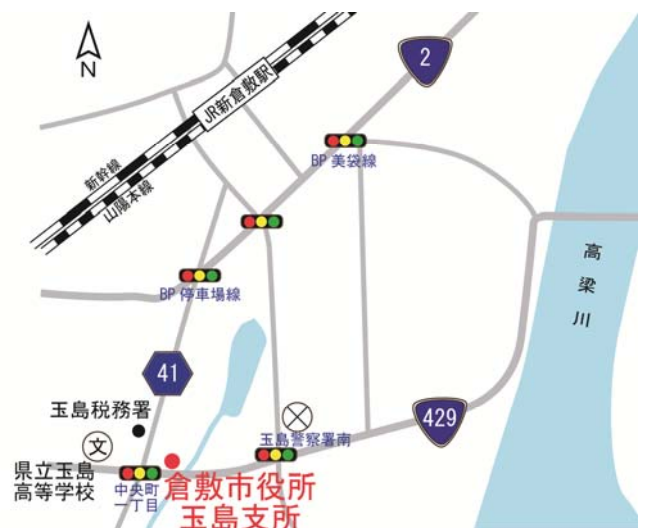 N
2
JR新倉敷駅
新幹線
山陽本線
BP 美袋線
BP 停車場線
高梁川
41
玉島税務署
文
429
玉島警察署南
県立玉島
高等学校
中央町
一丁目
倉敷市役所
玉島支所